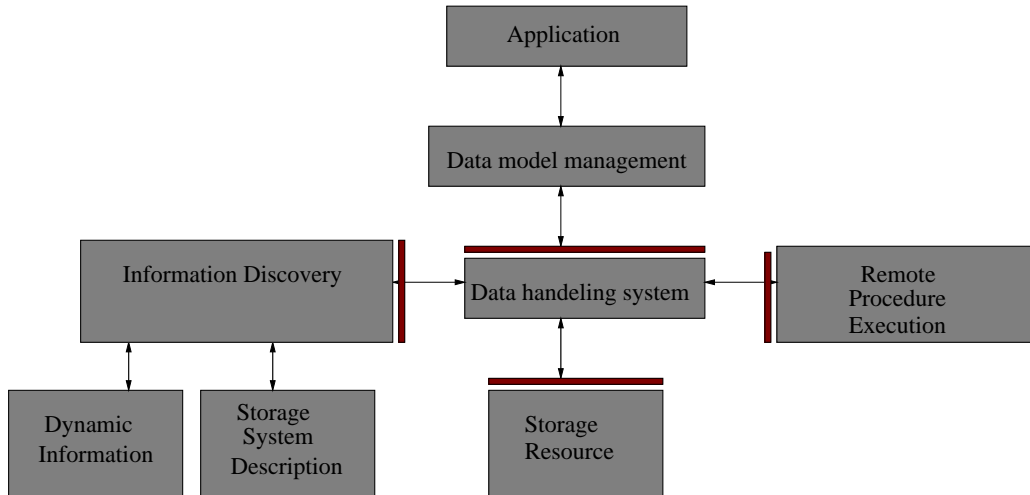 Application
Data model management
Information Discovery
Data handeling system
Remote
Procedure
Execution
Dynamic
Information
Storage
System
Description
Storage
Resource